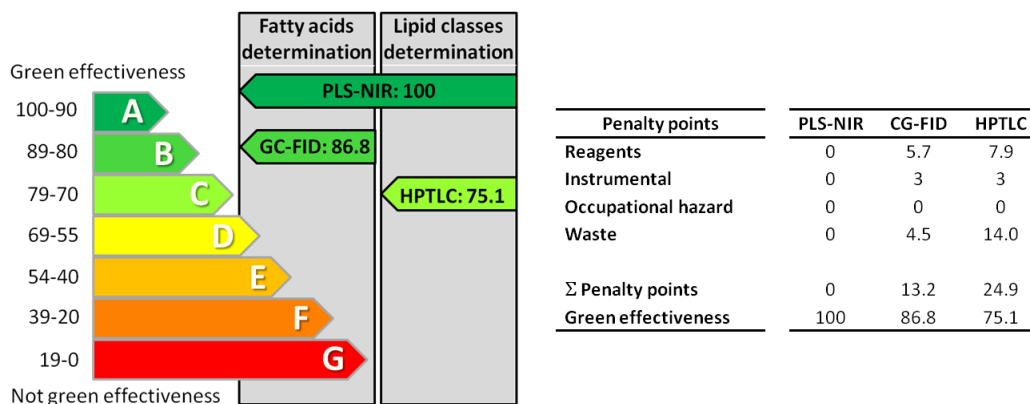 Fatty acids determination
Lipid classes determination
Green effectiveness
PLS-NIR: 100
100-90 A
89-80 B
GC-FID: 86.8
79-70 C
HPTLC: 75.1
69-55 D
54-40 E
39-20 F
19-0 G
Not green effectiveness
Penalty points PLS-NIR CG-FID HPTLC
Reagents 0 5.7 7.9
Instrumental 0 3 3
Occupational hazard 0 0 0
Waste 0 4.5 14.0
Σ Penalty points 0 13.2 24.9
Green effectiveness 100 86.8 75.1